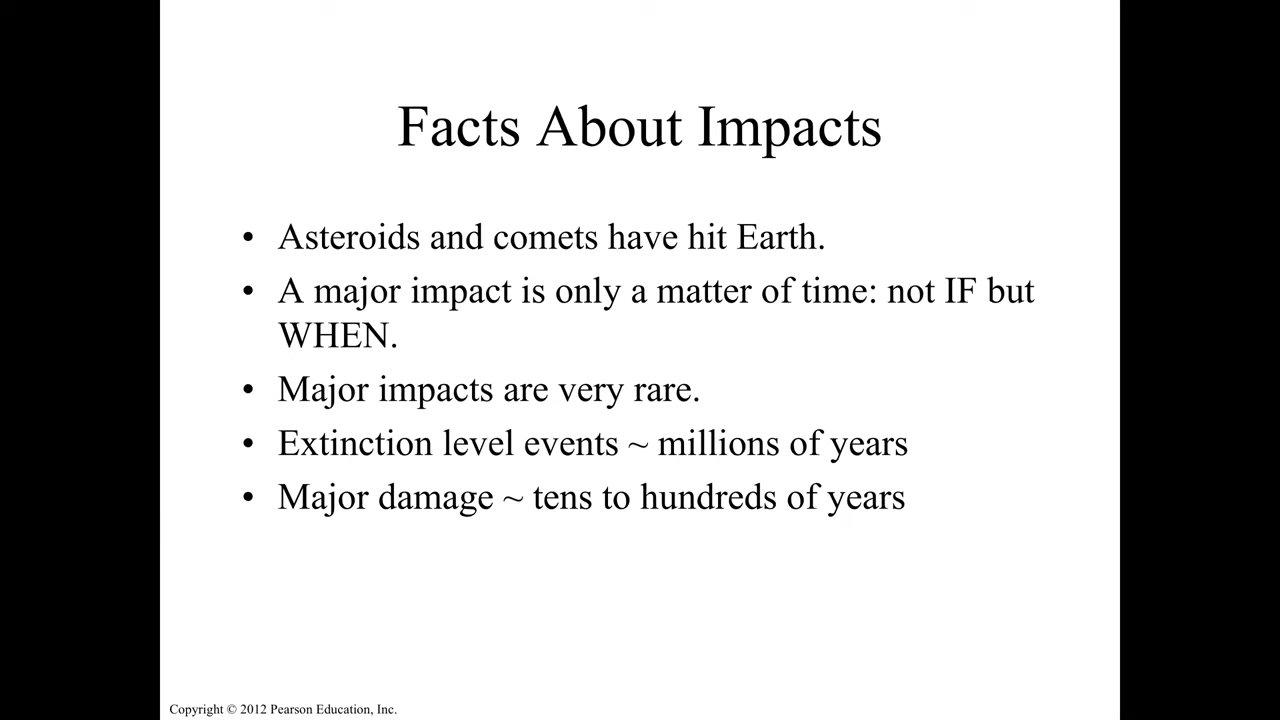 Facts About Impacts
• Asteroids and comets have hit Earth.
• A major impact is only a matter of time: not IF but
WHEN.
• Major impacts are very rare.
• Extinction level events ~ millions of years
• Major damage ~ tens to hundreds of years
Copyright © 2012 Pearson Education, Inc.